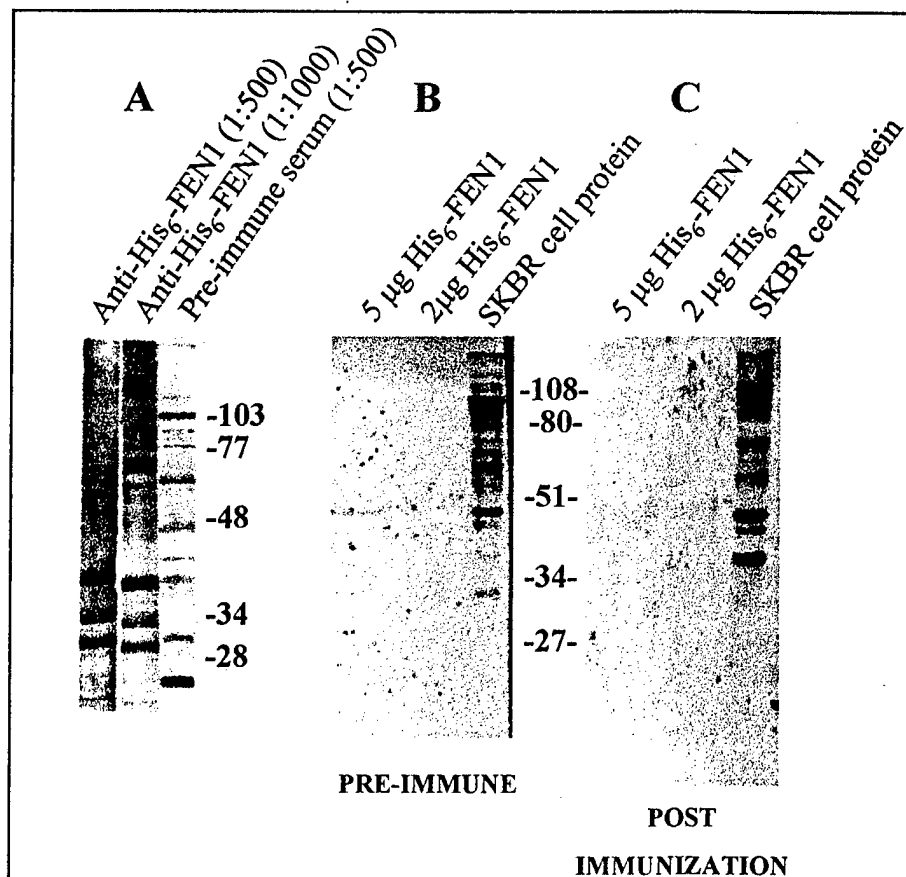 A
B
C
Anti-His6-FEN1 (1:500)
Anti-His6-FEN1 (1:1000)
Pre-immune serum (1:500)
5 µg His6-FEN1
2µg His6-FEN1
SKBR cell protein
5 µg His6-FEN1
2 µg His6-FEN1
SKBR cell protein
-103
-77
-48
-34
-28
-108-
-80-
-51-
-34-
-27-
PRE-IMMUNE
POST
IMMUNIZATION